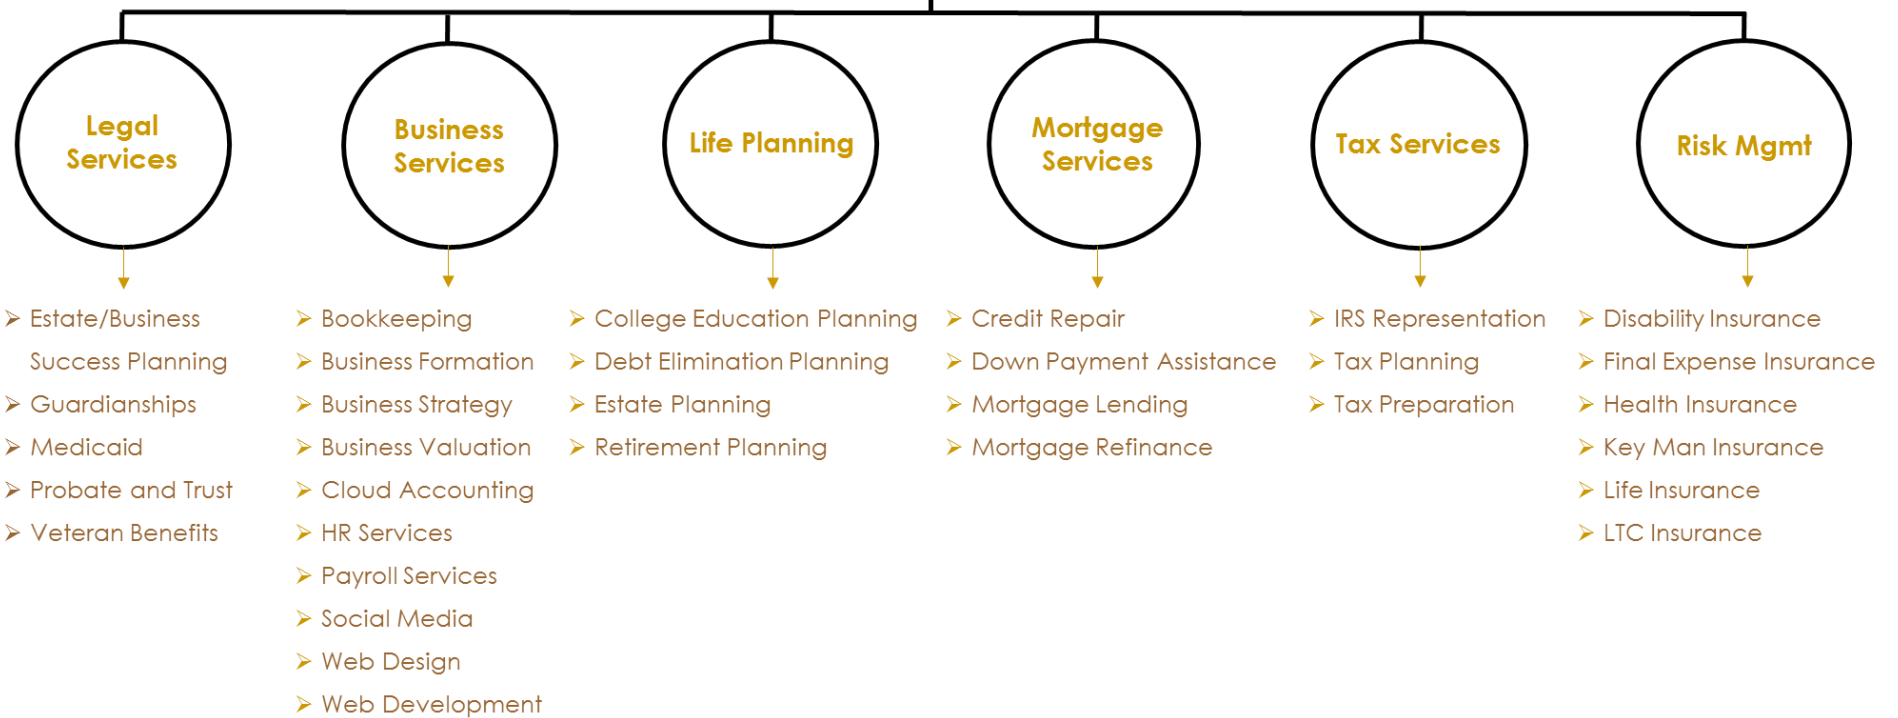 Legal
Services
Business
Services
Life Planning
Mortgage
Services
Tax Services
Risk Mgmt
Estate/Business
Success Planning
Guardianships
Medicaid
Probate and Trust
Veteran Benefits
Bookkeeping
Business Formation
Business Strategy
Business Valuation
Cloud Accounting
HR Services
Payroll Services
Social Media
Web Design
Web Development
College Education Planning
Debt Elimination Planning
Estate Planning
Retirement Planning
Credit Repair
Down Payment Assistance
Mortgage Lending
Mortgage Refinance
IRS Representation
Tax Planning
Tax Preparation
Disability Insurance
Final Expense Insurance
Health Insurance
Key Man Insurance
Life Insurance
LTC Insurance